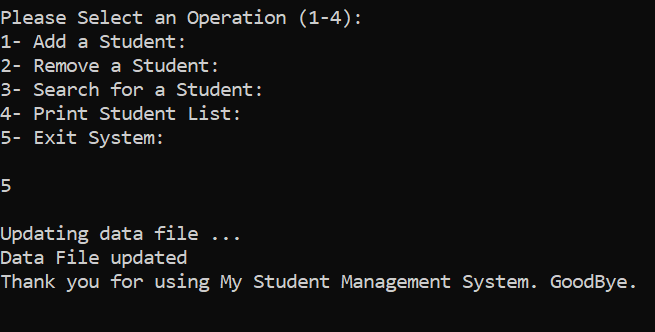 Please Select an Operation (1-4):
1- Add a Student:
2- Remove a Student:
3- Search for a Student:
4- Print Student List:
5- Exit System:
5
Updating data file ...
Data File updated
Thank you for using My Student Management System. GoodBye.